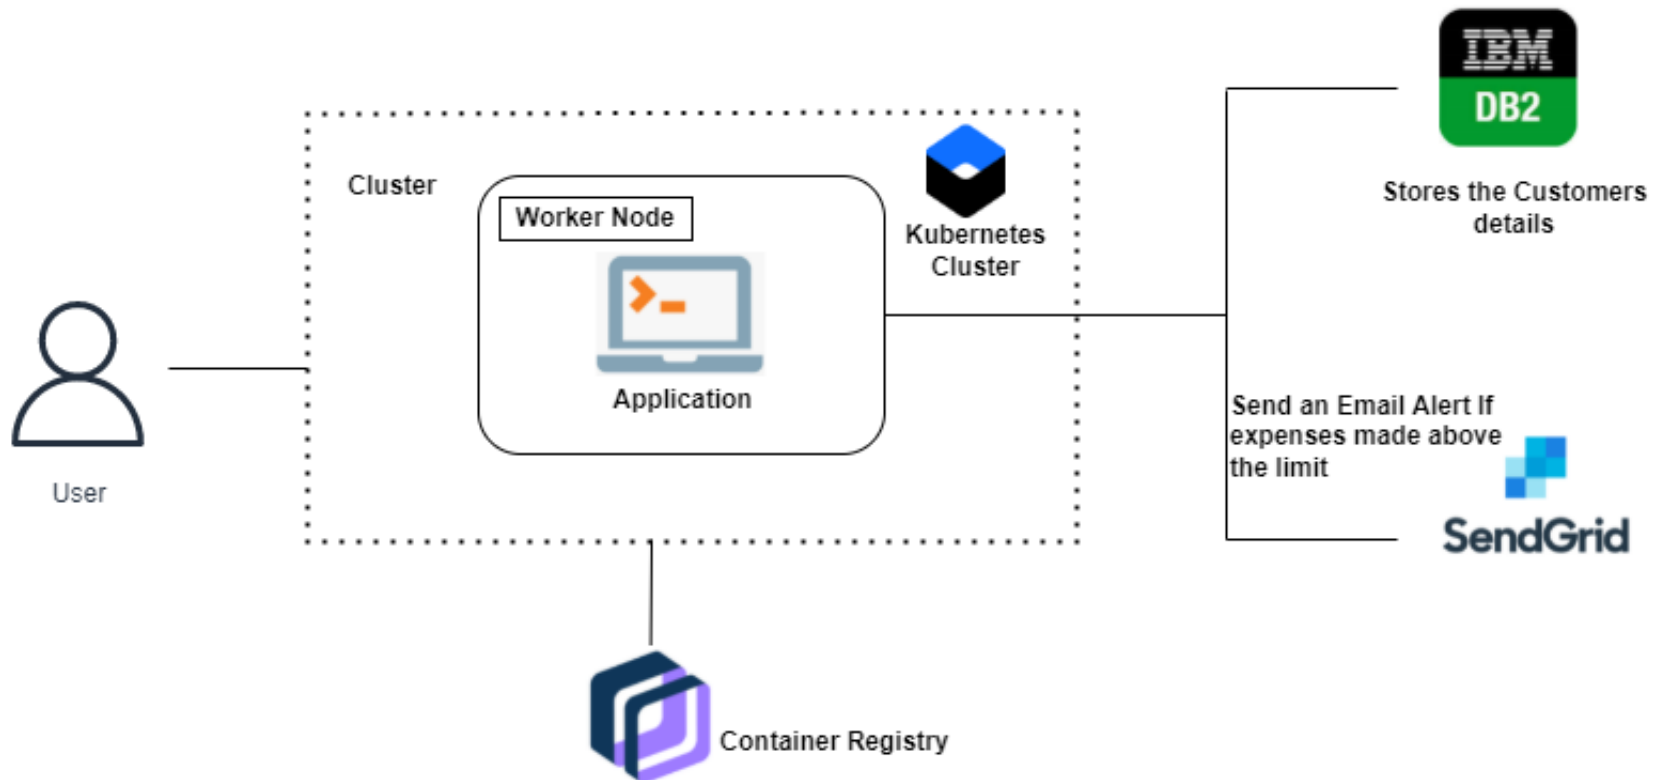 IBM
DB2
Stores the Customers
details
Cluster
Worker Node
Kubernetes
Cluster
Application
User
Send an Email Alert If
expenses made above
the limit
SendGrid
Container Registry